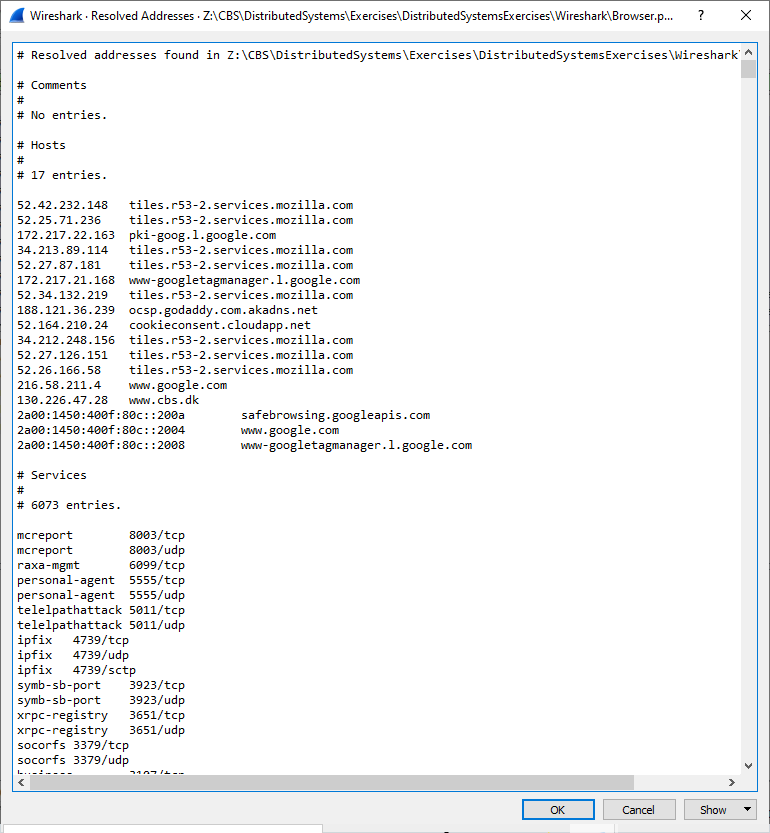 Wireshark · Resolved Addresses · Z:\CBS\DistributedSystems\Exercises\DistributedSystemsExercises\Wireshark\Browser.p...
# Resolved addresses found in Z:\CBS\DistributedSystems\Exercises\DistributedSystemsExercises\Wireshark
# Comments
#
# No entries.
# Hosts
#
# 17 entries.
52.42.232.148 tiles.r53-2.services.mozilla.com
52.25.71.236 tiles.r53-2.services.mozilla.com
172.217.22.163 pki-goog.l.google.com
34.213.89.114 tiles.r53-2.services.mozilla.com
52.27.87.181 tiles.r53-2.services.mozilla.com
172.217.21.168 www-googletagmanager.l.google.com
52.34.132.219 tiles.r53-2.services.mozilla.com
188.121.36.239 ocsp.godaddy.com.akadns.net
52.164.210.24 cookieconsent.cloudapp.net
34.212.248.156 tiles.r53-2.services.mozilla.com
52.27.126.151 tiles.r53-2.services.mozilla.com
52.26.166.58 tiles.r53-2.services.mozilla.com
216.58.211.4 www.google.com
130.226.47.28 www.cbs.dk
2a00:1450:400f:80c::200a safebrowsing.googleapis.com
2a00:1450:400f:80c::2004 www.google.com
2a00:1450:400f:80c::2008 www-googletagmanager.l.google.com
# Services
#
# 6073 entries.
mcreport 8003/tcp
mcreport 8003/udp
raxa-mgmt 6099/tcp
personal-agent 5555/tcp
personal-agent 5555/udp
telelpathattack 5011/tcp
telelpathattack 5011/udp
ipfix 4739/tcp
ipfix 4739/udp
ipfix 4739/sctp
symb-sb-port 3923/tcp
symb-sb-port 3923/udp
xrpc-registry 3651/tcp
xrpc-registry 3651/udp
socorfs 3379/tcp
socorfs 3379/udp
OK Cancel Show